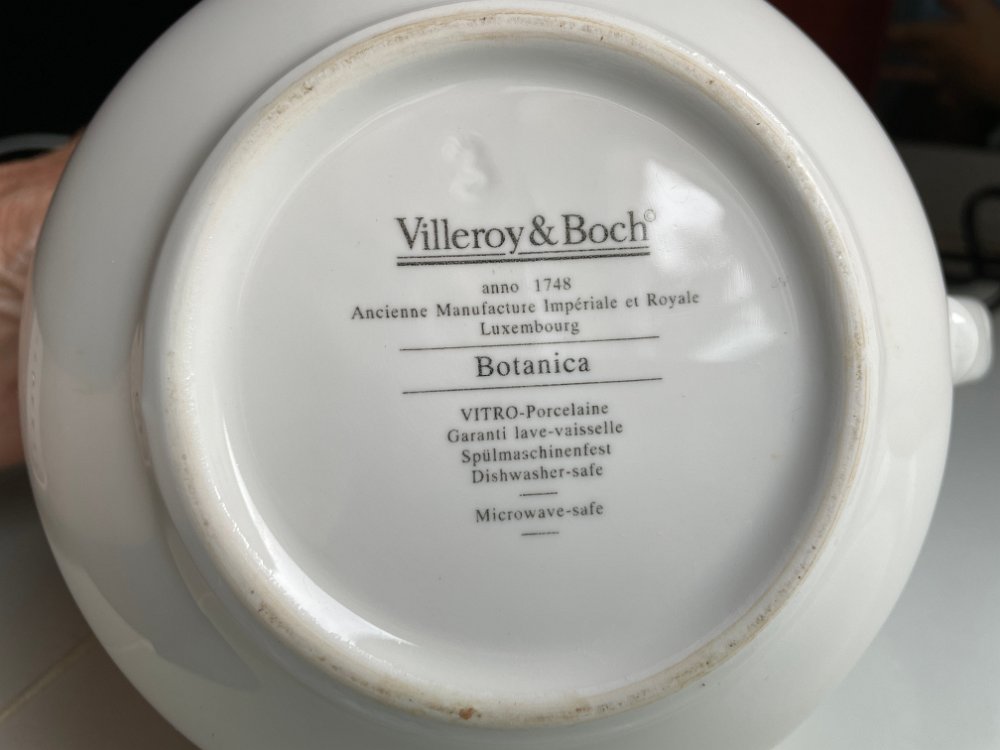 Villeroy & Boch©
anno 1748
Ancienne Manufacture Impériale et Royale
Luxembourg
Botanica
VITRO-Porcelaine
Garanti lave-vaisselle
Spülmaschinenfest
Dishwasher-safe
Microwave-safe